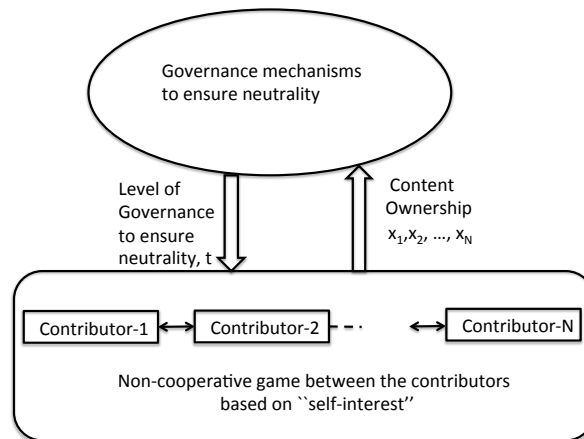 Governance mechanisms
to ensure neutrality
Level of
Governance
to ensure
neutrality, t
Content
Ownership
x₁,x₂, ..., x_N
Contributor-1
Contributor-2
Contributor-N
Non-cooperative game between the contributors
based on ``self-interest''